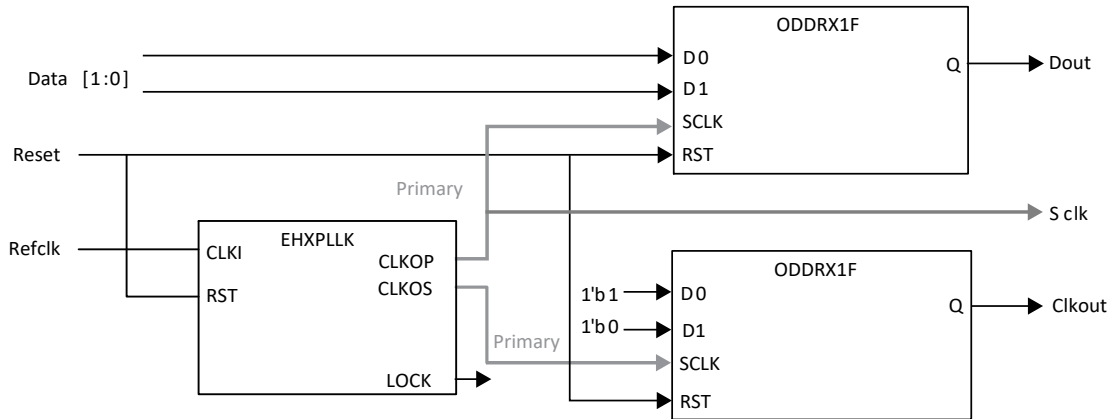 ODDRX1F
D0
Q
Dout
Data [1:0]
D1
SCLK
Reset
RST
Primary
S clk
EHXPLLK
ODDRX1F
Refclk
CLKI
CLKOP
CLKOS
RST
1'b1
D0
Q
Clkout
1'b0
D1
Primary
SCLK
LOCK
RST